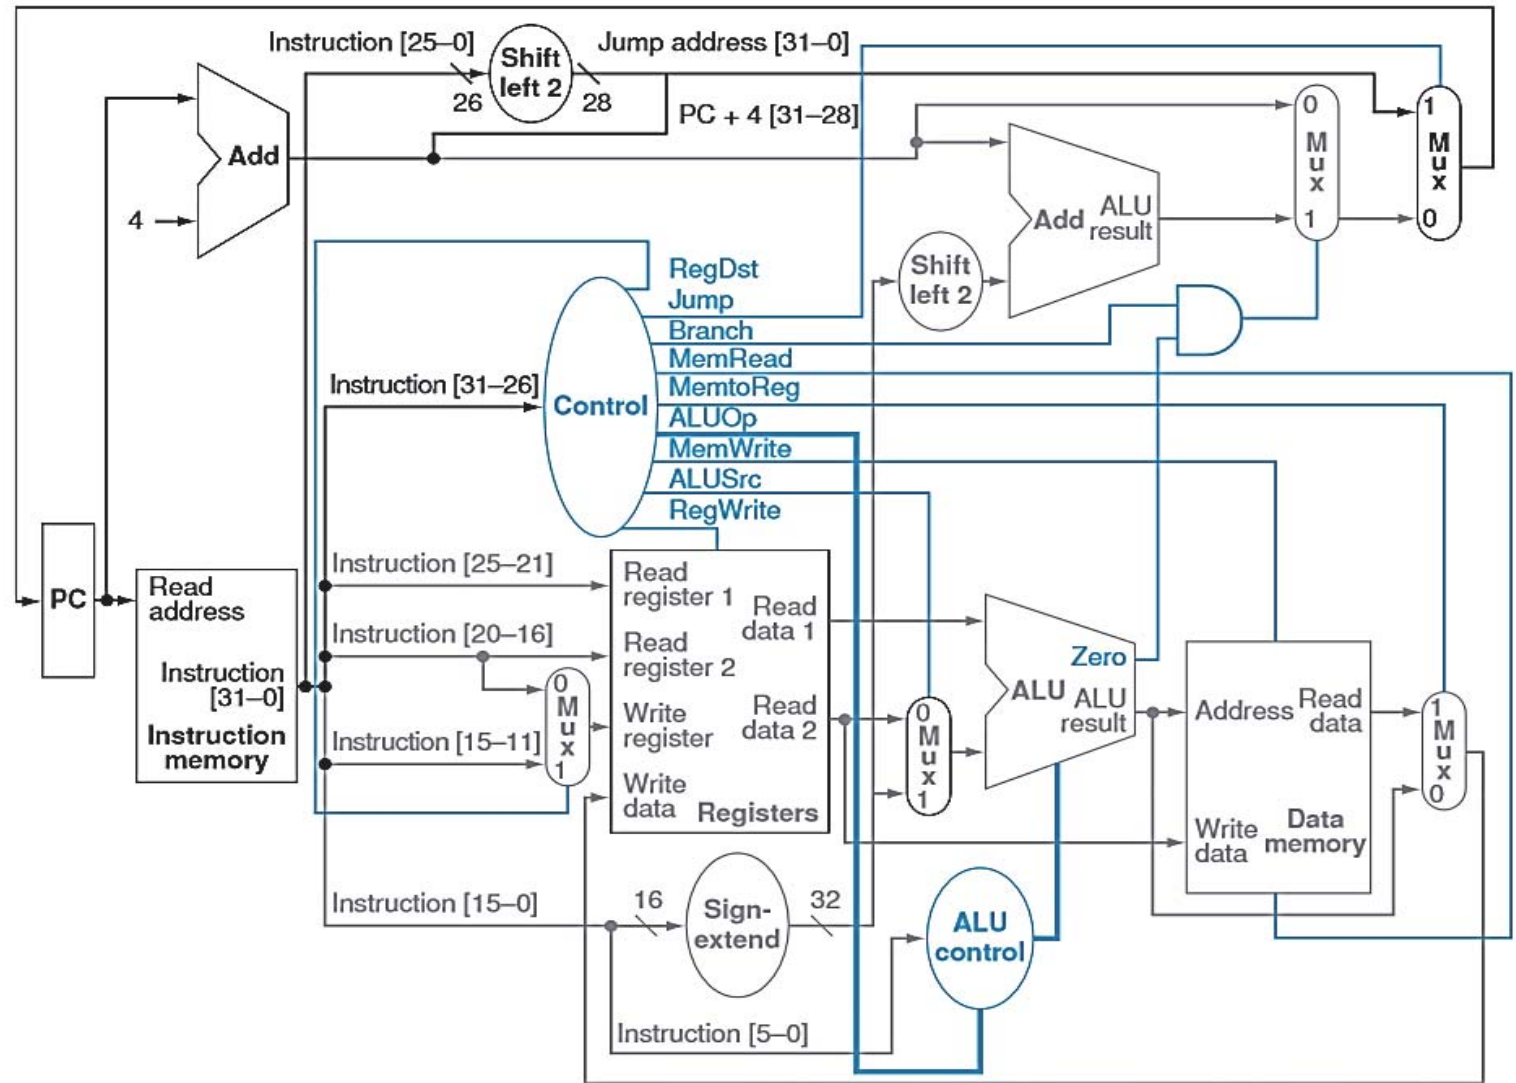 Instruction [25–0]
Shift
left 2
Jump address [31–0]
26
28
PC + 4 [31–28]
Add
4
0
M
u
x
1
1
M
u
x
0
Add
ALU
result
Shift
left 2
RegDst
Jump
Branch
MemRead
MemtoReg
ALUOp
MemWrite
ALUSrc
RegWrite
Instruction [31–26]
Control
PC
Read
address
Instruction
[31–0]
Instruction
memory
Instruction [25–21]
Instruction [20–16]
Instruction [15–11]
0
M
u
x
1
Read
register 1
Read
register 2
Write
register
Write
data
Read
data 1
Read
data 2
Registers
0
M
u
x
1
Zero
ALU
ALU
result
Address
Read
data
Write
data
Data
memory
1
M
u
x
0
Instruction [15–0]
16
Sign-
extend
32
ALU
control
Instruction [5–0]